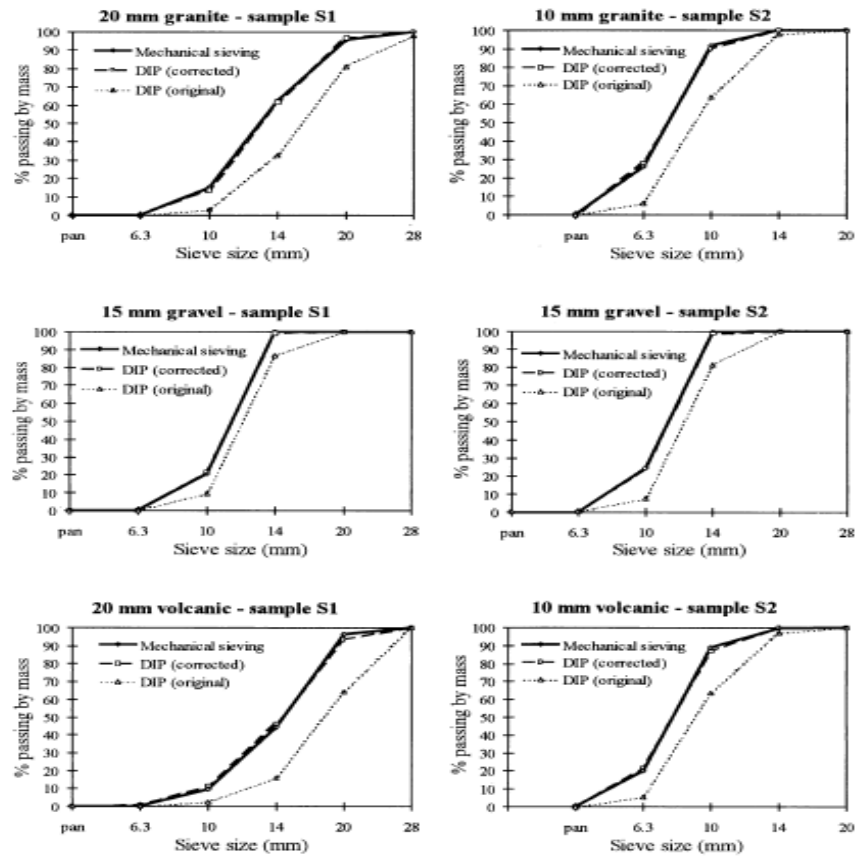 20 mm granite - sample S1
% passing by mass
100
90
80
70
60
50
40
30
20
10
0
Mechanical sieving
DIP (corrected)
DIP (original)
pan 6.3 10 14 20 28
Sieve size (mm)
10 mm granite - sample S2
% passing by mass
100
90
80
70
60
50
40
30
20
10
0
Mechanical sieving
DIP (corrected)
DIP (original)
pan 6.3 10 14 20
Sieve size (mm)
15 mm gravel - sample S1
% passing by mass
100
90
80
70
60
50
40
30
20
10
0
Mechanical sieving
DIP (corrected)
DIP (original)
pan 6.3 10 14 20 28
Sieve size (mm)
15 mm gravel - sample S2
% passing by mass
100
90
80
70
60
50
40
30
20
10
0
Mechanical sieving
DIP (corrected)
DIP (original)
pan 6.3 10 14 20 28
Sieve size (mm)
20 mm volcanic - sample S1
% passing by mass
100
90
80
70
60
50
40
30
20
10
0
Mechanical sieving
DIP (corrected)
DIP (original)
pan 6.3 10 14 20 28
Sieve size (mm)
10 mm volcanic - sample S2
% passing by mass
100
90
80
70
60
50
40
30
20
10
0
Mechanical sieving
DIP (corrected)
DIP (original)
pan 6.3 10 14 20
Sieve size (mm)